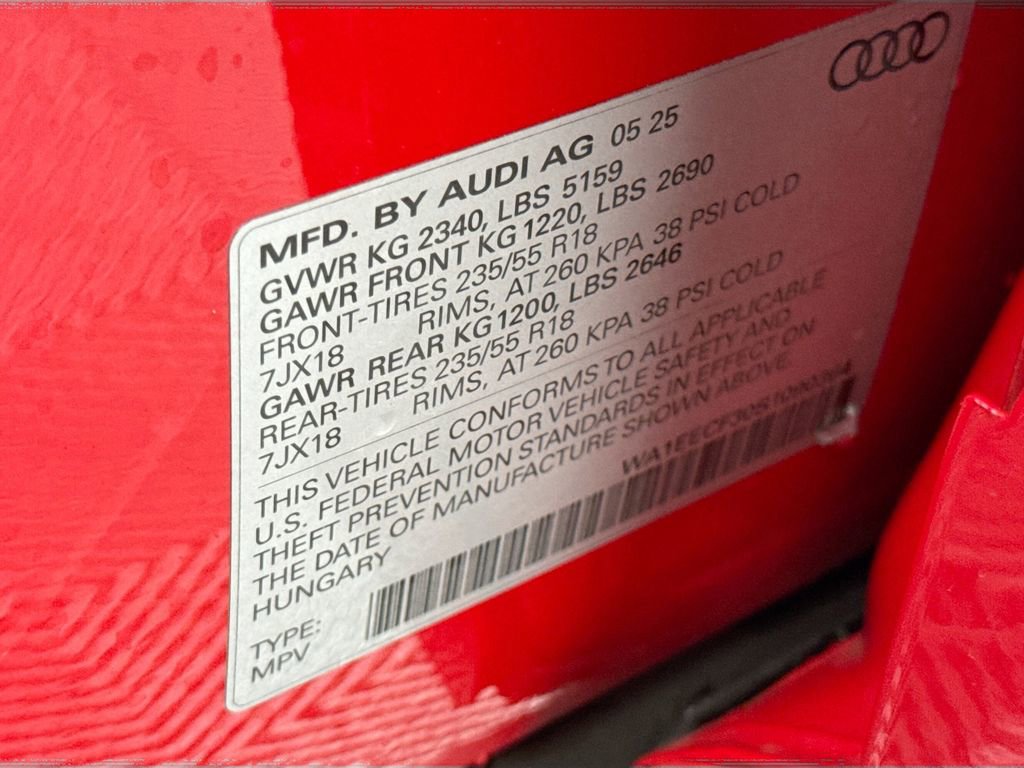 MFD. BY AUDI AG 05 25
GVWR KG 2340, LBS 5159
GAWR FRONT KG 1220, LBS 2690
FRONT-TIRES 235/55 R18
7JX18 RIMS, AT 260 KPA 38 PSI COLD
GAWR REAR KG 1200, LBS 2646
REAR-TIRES 235/55 R18
7JX18 RIMS, AT 260 KPA 38 PSI COLD
THIS VEHICLE CONFORMS TO ALL APPLICABLE
U.S. FEDERAL MOTOR VEHICLE SAFETY AND
THEFT PREVENTION STANDARDS IN EFFECT ON
THE DATE OF MANUFACTURE SHOWN ABOVE.
HUNGARY
TYPE:
MPV